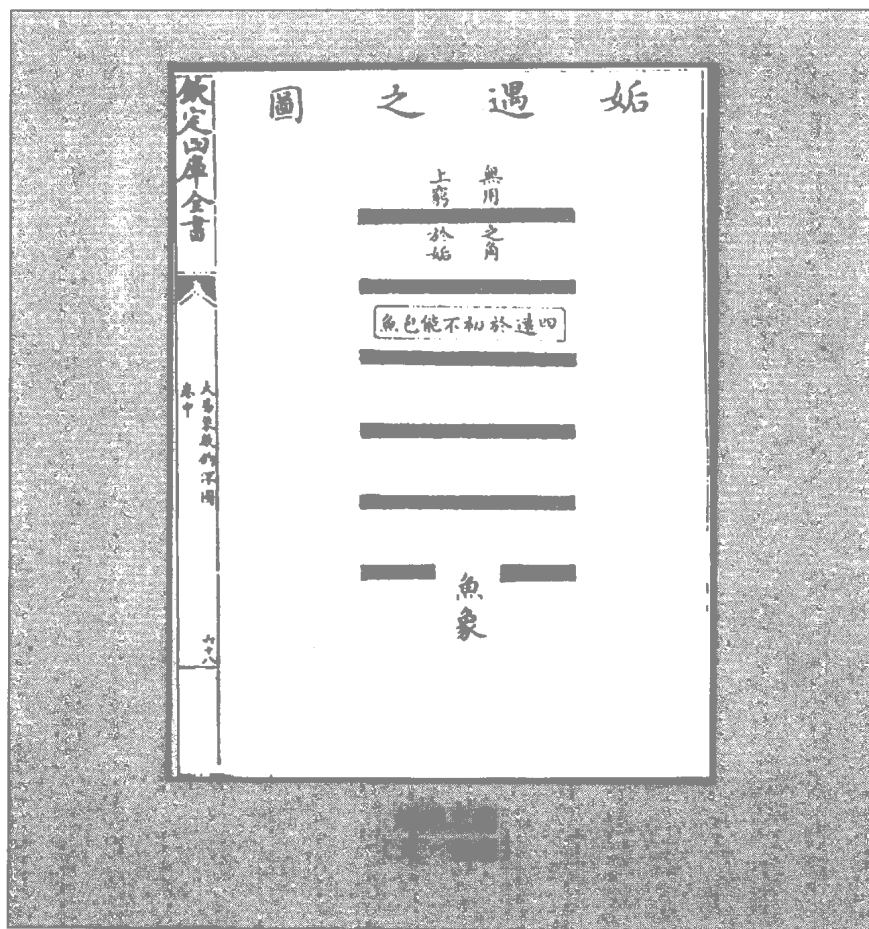 姤遇之圖
無用之角
上窮於姤
四遠於初不能包魚
魚象
欽定四庫全書
大易象數鉤深圖
卷中
六十八